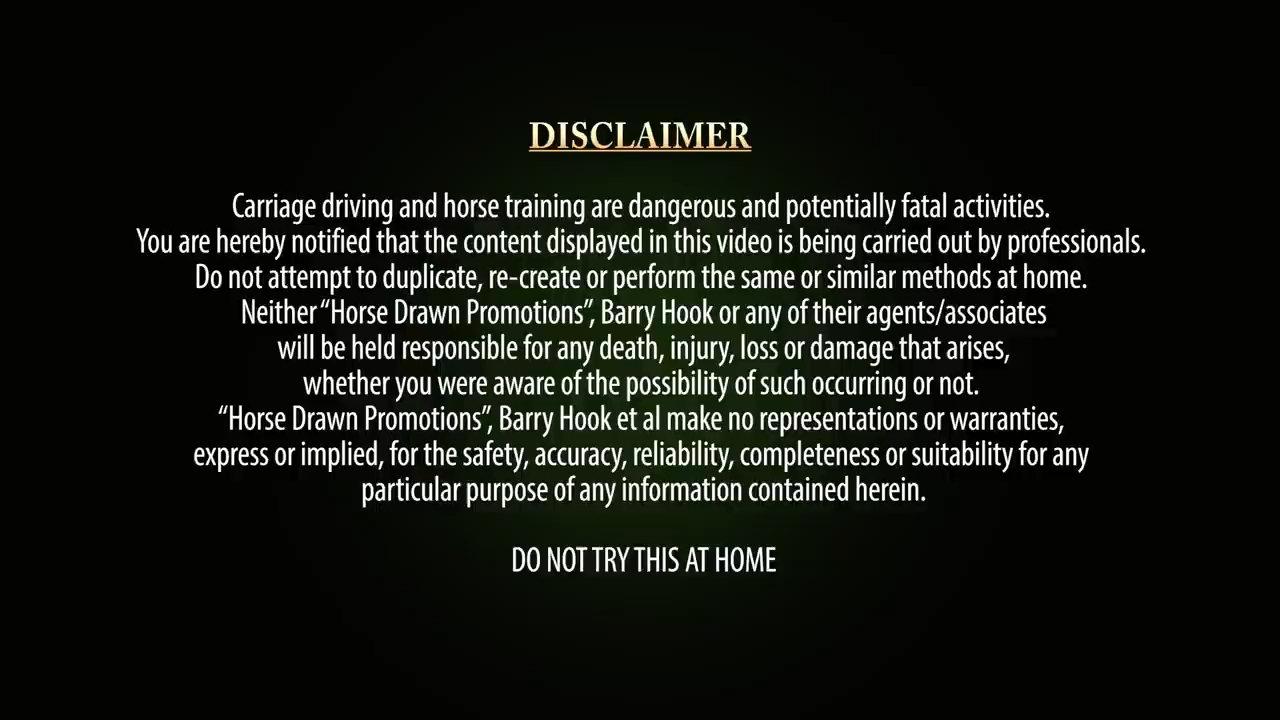 DISCLAIMER
Carriage driving and horse training are dangerous and potentially fatal activities.
You are hereby notified that the content displayed in this video is being carried out by professionals.
Do not attempt to duplicate, re-create or perform the same or similar methods at home.
Neither “Horse Drawn Promotions”, Barry Hook or any of their agents/associates
will be held responsible for any death, injury, loss or damage that arises,
whether you were aware of the possibility of such occurring or not.
“Horse Drawn Promotions”, Barry Hook et al make no representations or warranties,
express or implied, for the safety, accuracy, reliability, completeness or suitability for any
particular purpose of any information contained herein.
DO NOT TRY THIS AT HOME